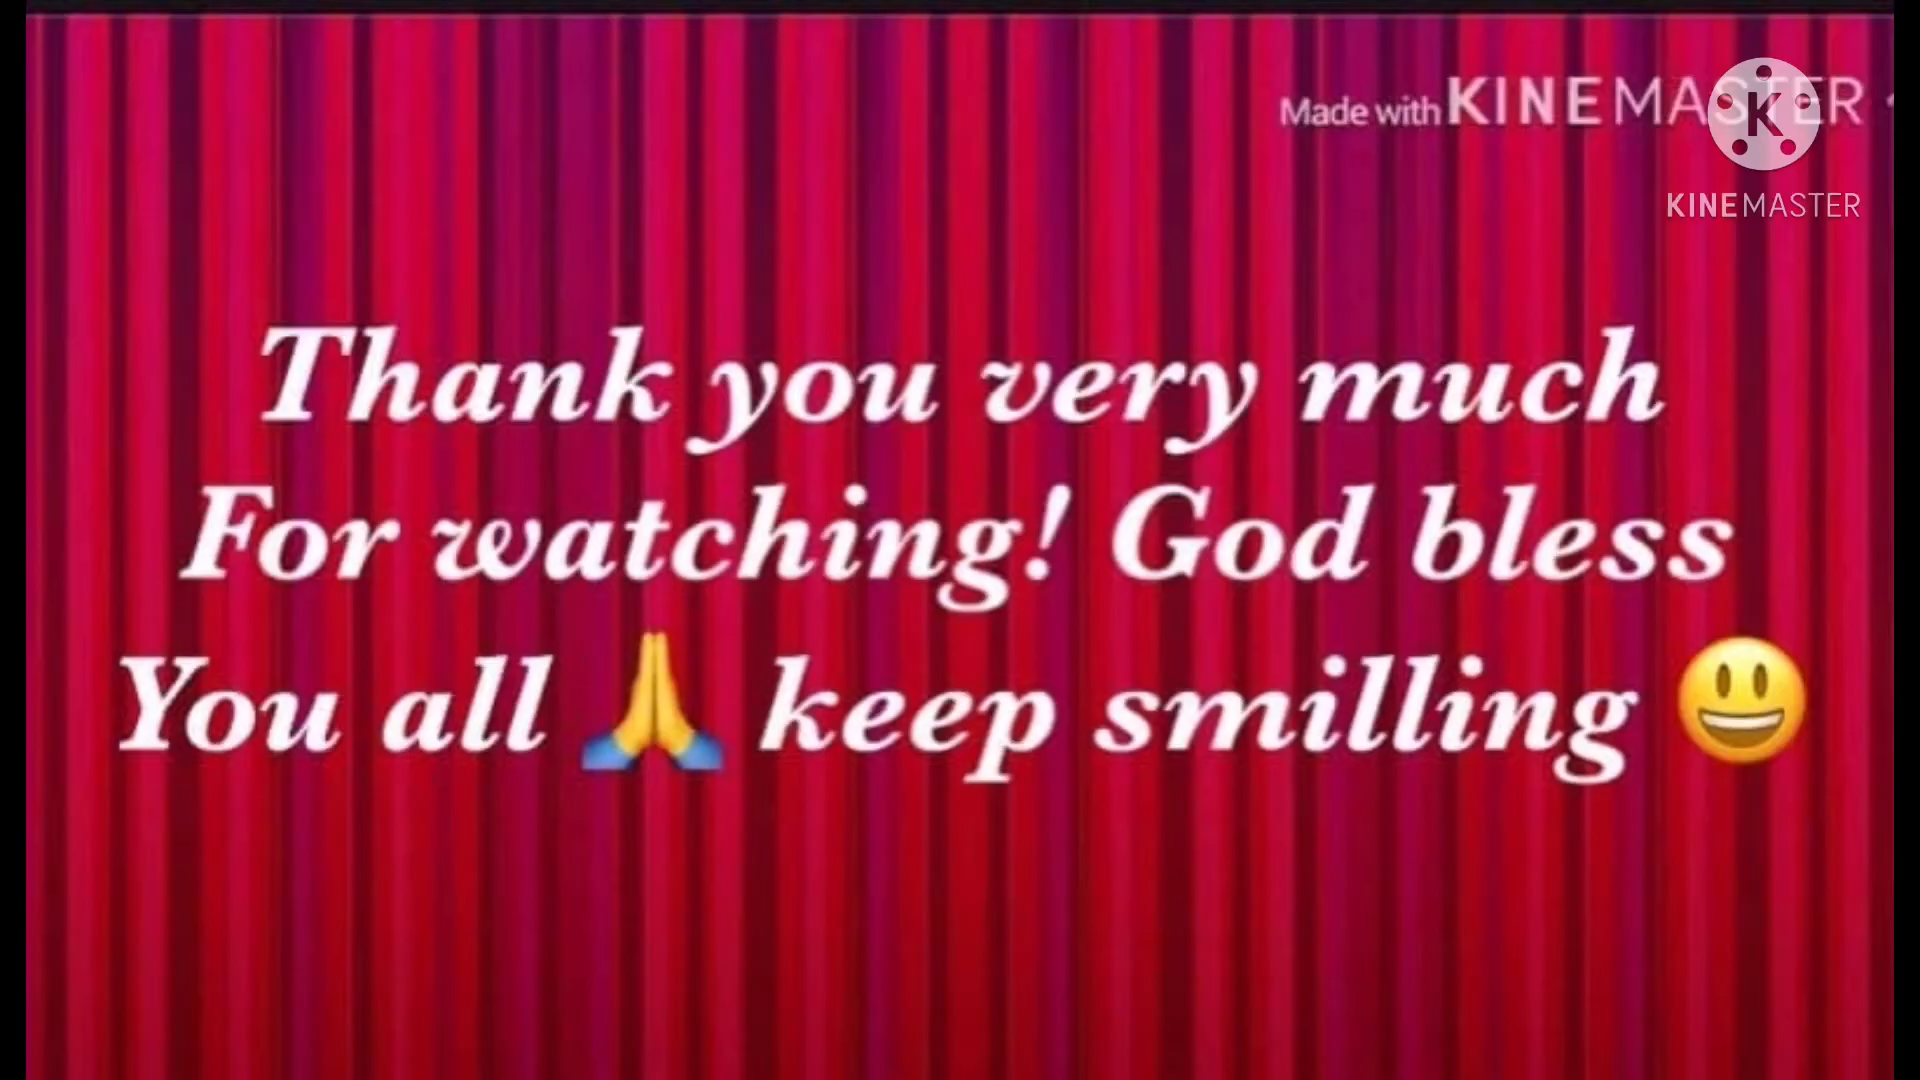 Made with KINEMASTER
K
KINEMASTER
Thank you very much
For watching! God bless
You all 🙏 keep smilling 😃